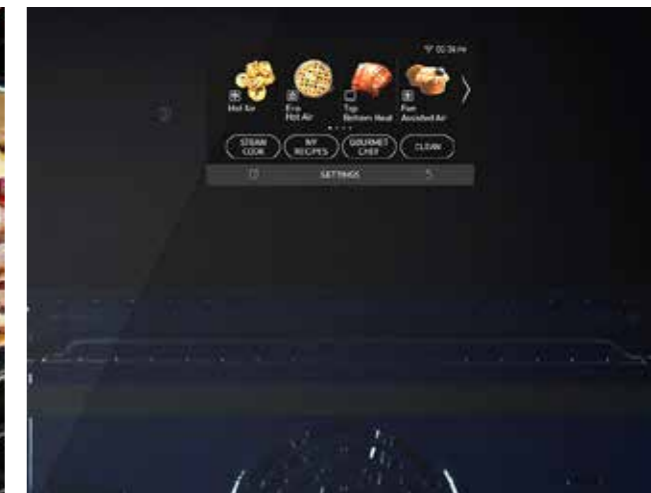 Hot Air
Eco
Hot Air
Top
Bottom Heat
Fan
Assisted Air
STEAM
COOK
MY
RECIPES
GOURMET
CHEF
CLEAN
SETTINGS